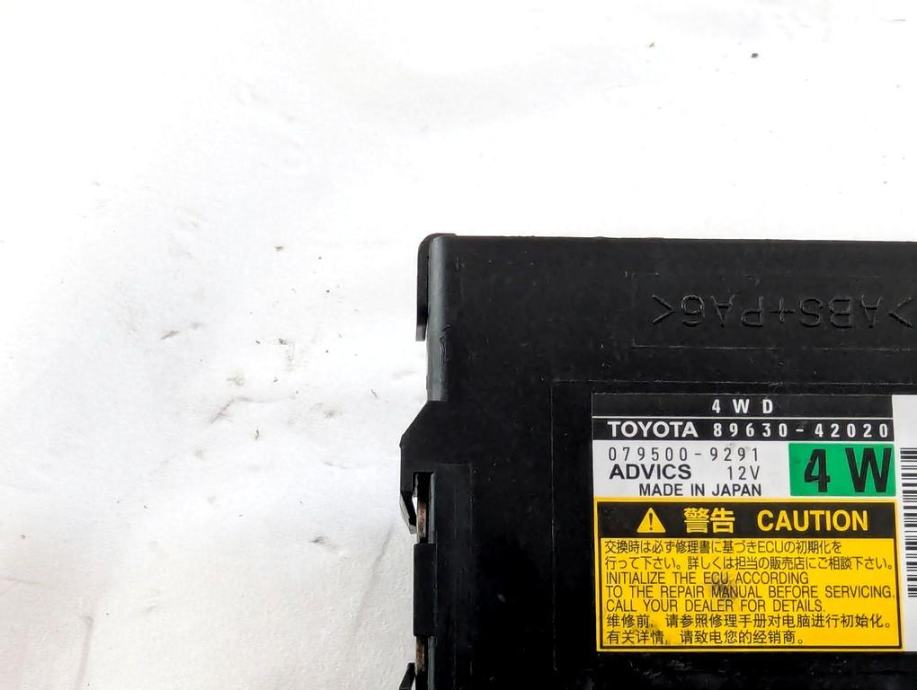 >ABS+PA6<
4WD
TOYOTA 89630-42020
079500-9291
ADVICS 12V
4W
MADE IN JAPAN
警告 CAUTION
交換時は必ず修理書に基づきECUの初期化を
行って下さい。詳しくは担当の販売店にご相談下さい。
INITIALIZE THE ECU ACCORDING
TO THE REPAIR MANUAL BEFORE SERVICING.
CALL YOUR DEALER FOR DETAILS.
维修前，请参照修理手册对电脑进行初始化。
有关详情，请致电您的经销商。